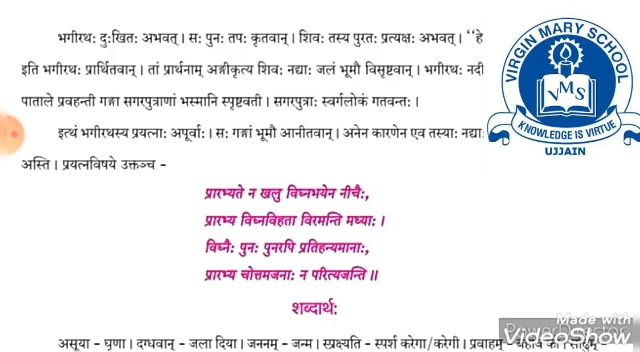 भगीरथः दुःखितः अभवत्। सः पुनः तपः कृतवान्। शिवः तस्य पुरतः प्रत्यक्षः अभवत्। “हे
इति भगीरथः प्रार्थितवान्। तां प्रार्थनाम् अङ्गीकृत्य शिवः नद्याः जलं भूमौ विसृष्टवान्। भगीरथः नदी
पाताले प्रवहन्ती गङ्गा सगरपुत्राणां भस्मानि स्पृष्टवती। सगरपुत्राः स्वर्गलोकं गतवन्तः।
इत्थं भगीरथस्य प्रयत्नाः अपूर्वाः। सः गङ्गां भूमौ आनीतवान्। अनेन कारणेन एव तस्याः नद्याः
अस्ति। प्रयत्नविषये उक्तञ्च -
प्रारभ्यते न खलु विघ्नभयेन नीचैः,
प्रारभ्य विघ्नविहता विरमन्ति मध्याः।
विघ्नैः पुनः पुनरपि प्रतिहन्यमानाः,
प्रारभ्य चोत्तमजनाः न परित्यजन्ति॥
शब्दार्थः
असूया - घृणा। दग्धवान् - जला दिया। जननम् - जन्म। स्प्रक्ष्यति - स्पर्श करेगा/करेगी। प्रवाहम् -
VIRGIN MARY SCHOOL
VMS
KNOWLEDGE IS VIRTUE
UJJAIN
PowerDirector
Made with
VideoShow